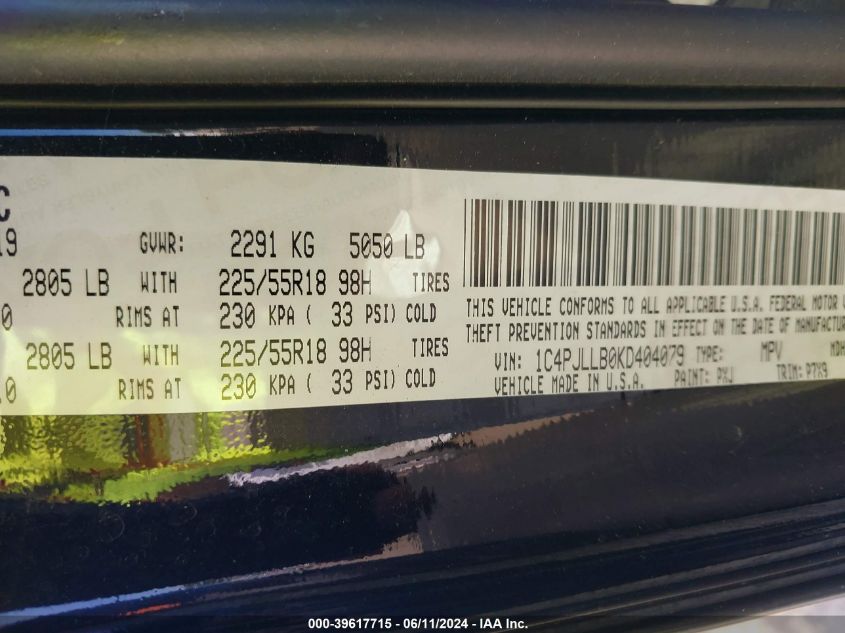 C
19 GVWR: 2291 KG 5050 LB
2805 LB WITH 225/55R18 98H TIRES
0 RIMS AT 230 KPA ( 33 PSI) COLD
2805 LB WITH 225/55R18 98H TIRES
.0 RIMS AT 230 KPA ( 33 PSI) COLD
THIS VEHICLE CONFORMS TO ALL APPLICABLE U.S.A. FEDERAL MOTOR V
THEFT PREVENTION STANDARDS IN EFFECT ON THE DATE OF MANUFACTUR
VIN: 1C4PJLLB0KD404079 TYPE: MPV MDH
VEHICLE MADE IN U.S.A. PAINT: PXJ TRIM: P7X9
000-39617715 - 06/11/2024 - IAA Inc.